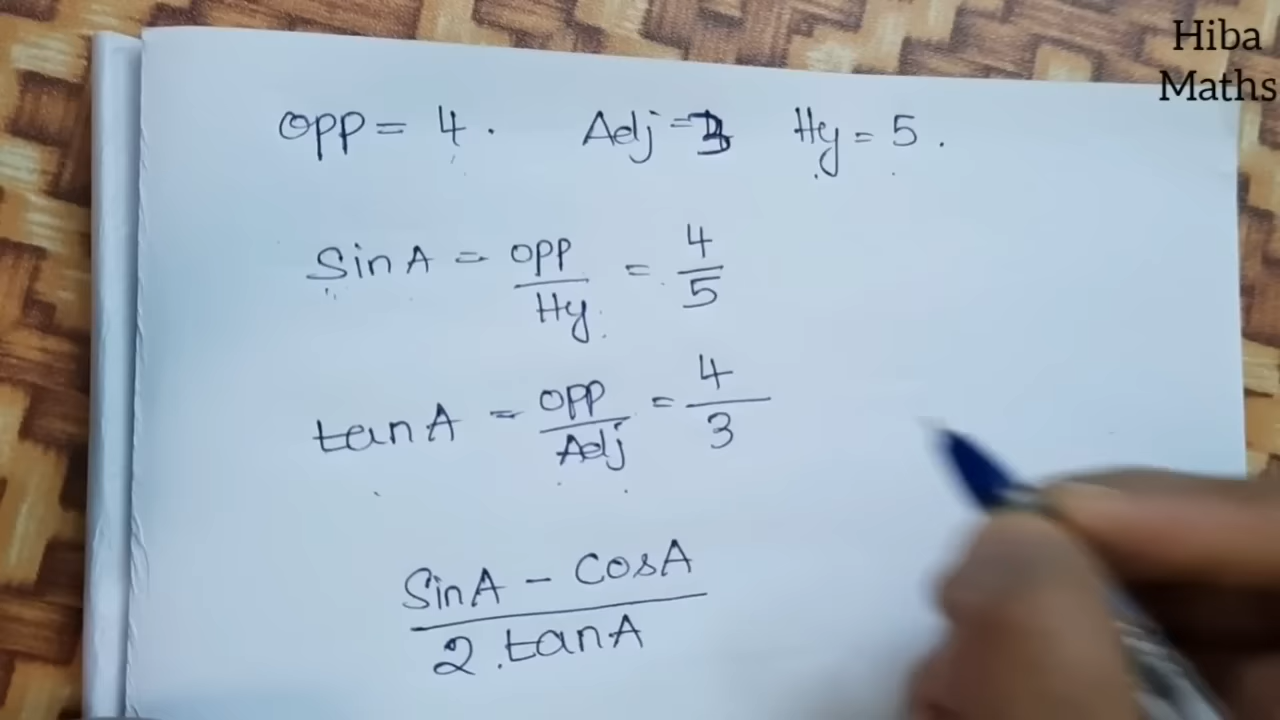 Hiba
Maths
Opp = 4. Adj = 3 Hy = 5.
Sin A = Opp/Hy = 4/5
tan A = Opp/Adj = 4/3
Sin A - Cos A / 2 . tan A